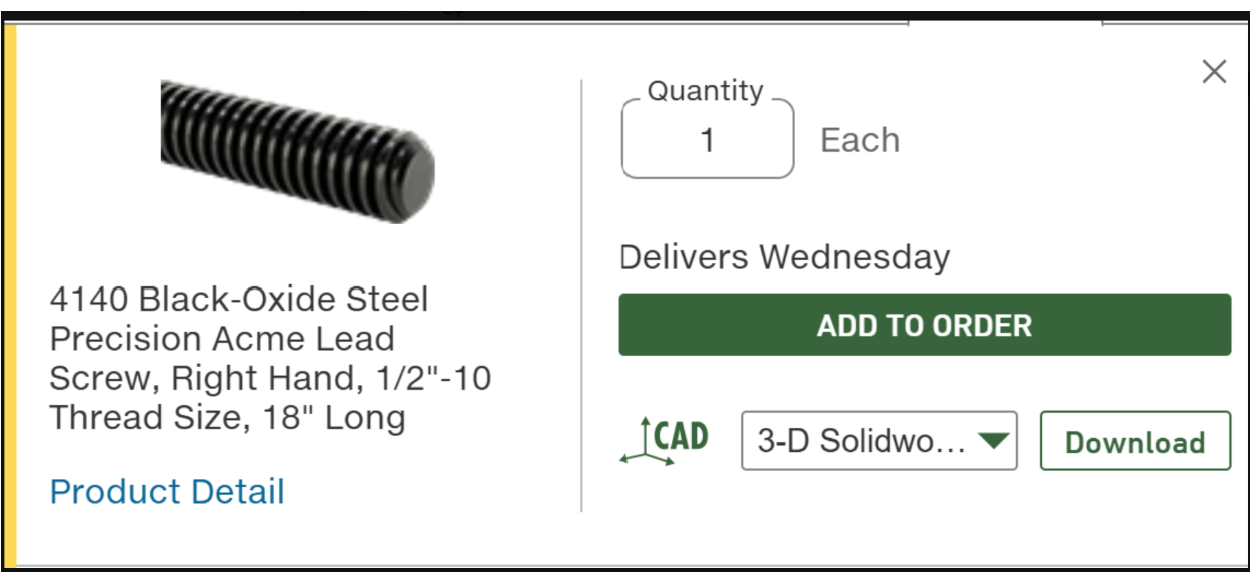 4140 Black-Oxide Steel
Precision Acme Lead
Screw, Right Hand, 1/2"-10
Thread Size, 18" Long
Product Detail
Quantity
1 Each
Delivers Wednesday
ADD TO ORDER
CAD 3-D Solidwo... Download